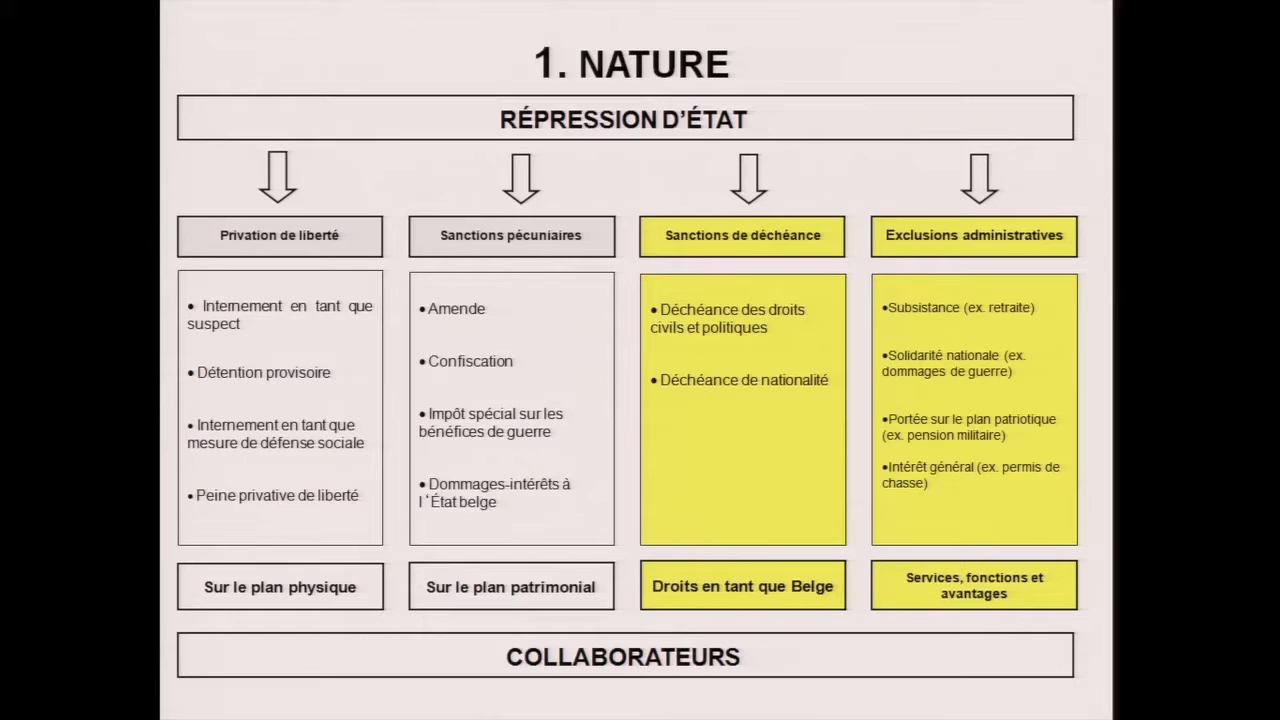 1. NATURE
RÉPRESSION D’ÉTAT
Privation de liberté
• Internement en tant que
suspect
• Détention provisoire
• Internement en tant que
mesure de défense sociale
• Peine privative de liberté
Sur le plan physique
Sanctions pécuniaires
• Amende
• Confiscation
• Impôt spécial sur les
bénéfices de guerre
• Dommages-intérêts à
l ‘État belge
Sur le plan patrimonial
Sanctions de déchéance
• Déchéance des droits
civils et politiques
• Déchéance de nationalité
Droits en tant que Belge
Exclusions administratives
•Subsistance (ex. retraite)
•Solidarité nationale (ex.
dommages de guerre)
•Portée sur le plan patriotique
(ex. pension militaire)
•Intérêt général (ex. permis de
chasse)
Services, fonctions et
avantages
COLLABORATEURS